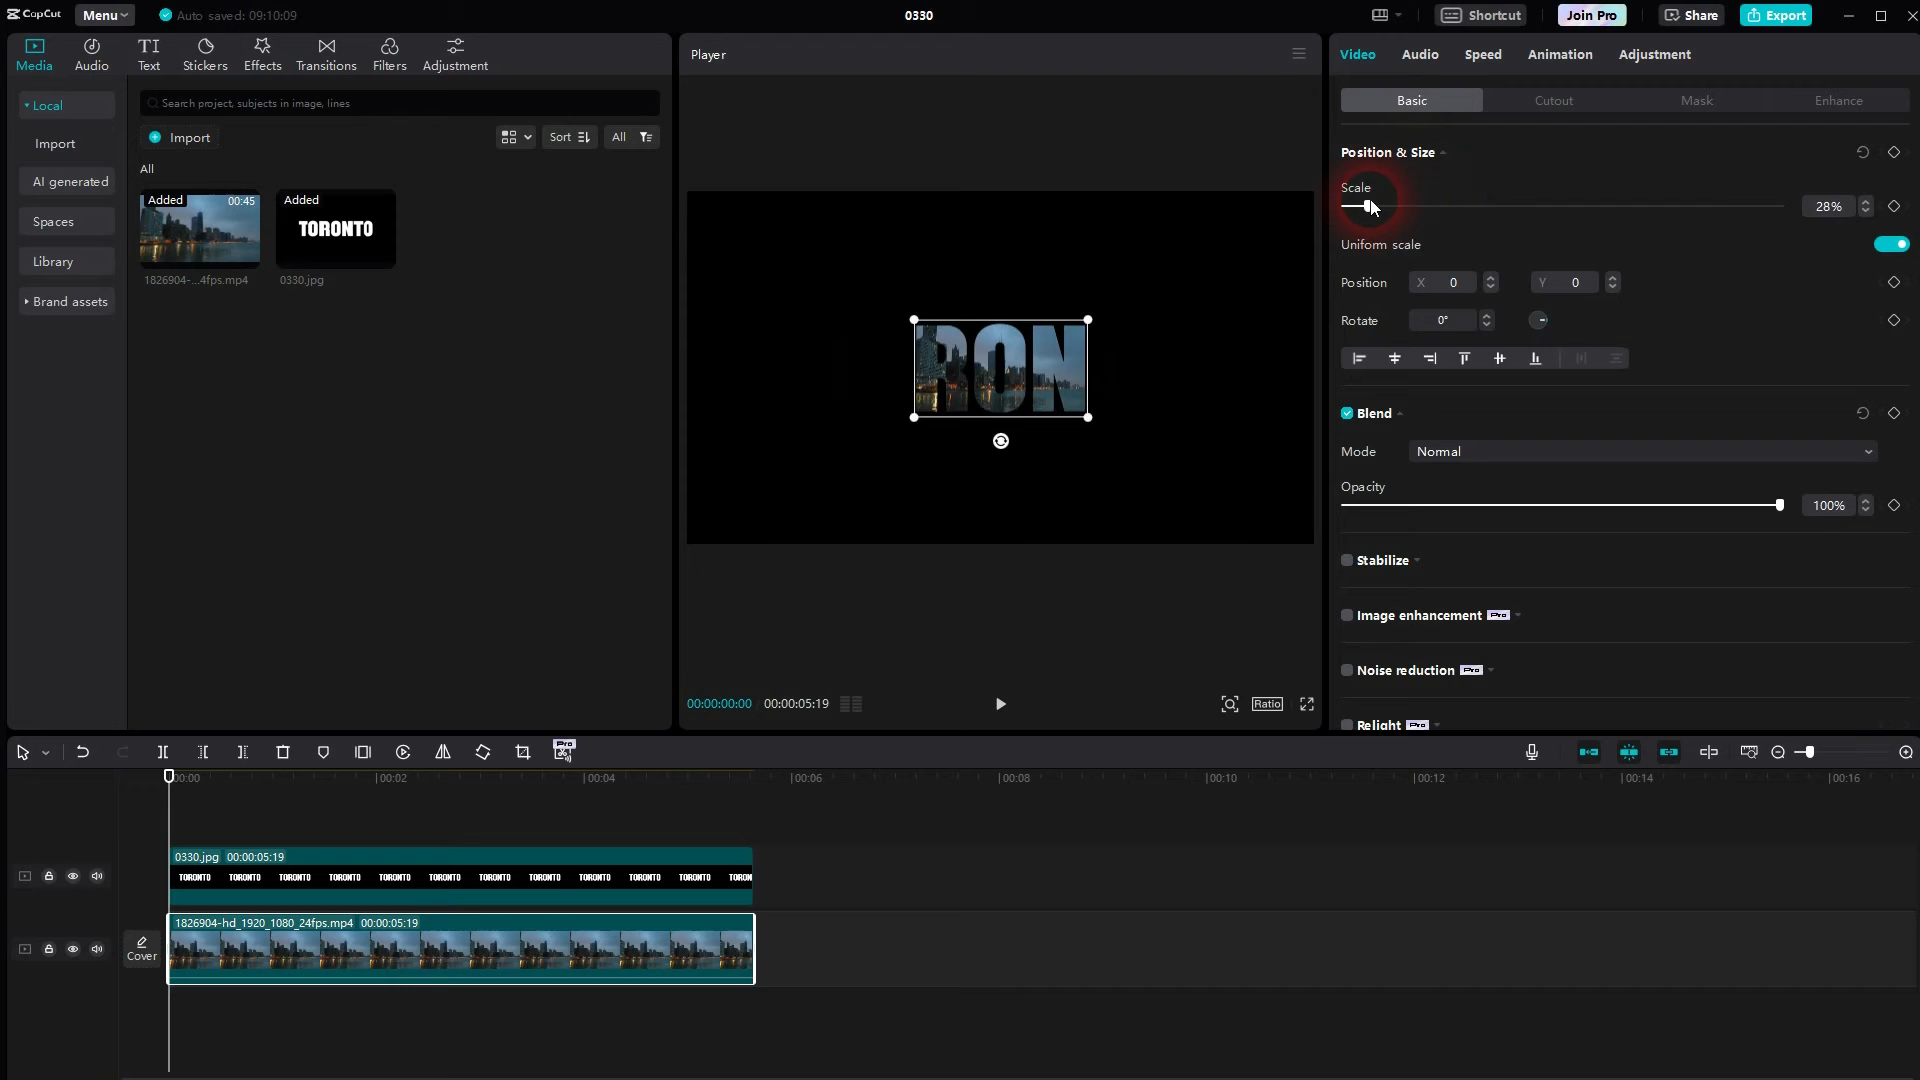 CapCut
Menu
Auto saved: 09:10:09
0330
Shortcut
Join Pro
Share
Export
Media
Audio
Text
Stickers
Effects
Transitions
Filters
Adjustment
Local
Import
AI generated
Spaces
Library
Brand assets
Search project, subjects in image, lines
Import
Sort
All
All
Added
00:45
1826904-...4fps.mp4
Added
TORONTO
0330.jpg
Player
RON
00:00:00:00
00:00:05:19
Ratio
Video
Audio
Speed
Animation
Adjustment
Basic
Cutout
Mask
Enhance
Position & Size
Scale
28%
Uniform scale
Position
X 0
Y 0
Rotate
0°
Blend
Mode
Normal
Opacity
100%
Stabilize
Image enhancement Pro
Noise reduction Pro
Relight Pro
Pro
00:00
00:02
00:04
00:06
00:08
00:10
00:12
00:14
00:16
0330.jpg 00:00:05:19
TORONTO TORONTO TORONTO TORONTO TORONTO TORONTO TORONTO TORONTO TORONTO TORONTO TORONTO TORON
Cover
1826904-hd_1920_1080_24fps.mp4 00:00:05:19